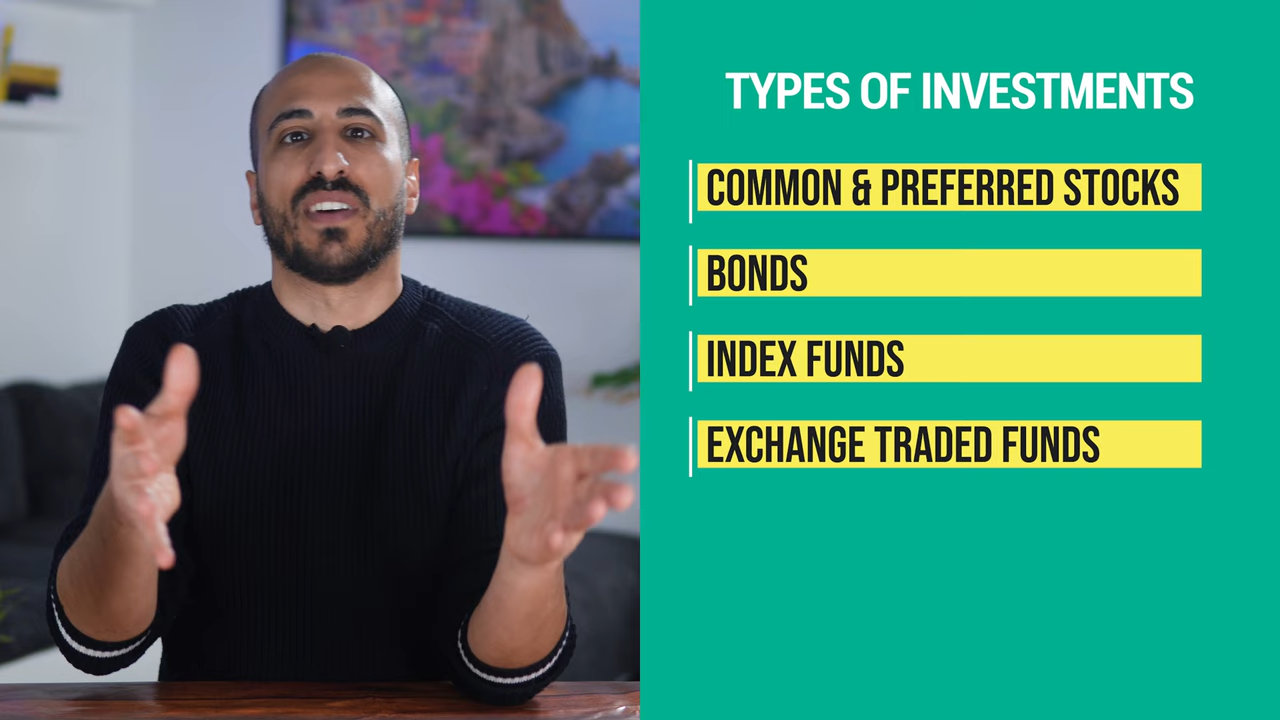 TYPES OF INVESTMENTS
COMMON & PREFERRED STOCKS
BONDS
INDEX FUNDS
EXCHANGE TRADED FUNDS